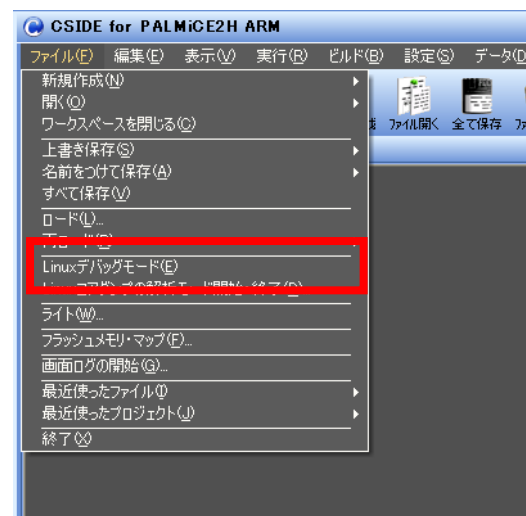 CSIDE for PALMiCE2H ARM
ファイル(F) 編集(E) 表示(V) 実行(R) ビルド(B) 設定(S) データ(D
新規作成(N)
開く(O)
ワークスペースを閉じる(C)
ファイル開く 全て保存
上書き保存(S)
名前をつけて保存(A)
すべて保存(V)
ロード(L)...
Linuxデバッグモード(E)
ライト(W)...
フラッシュメモリ・マップ(F)...
画面ログの開始(G)...
最近使ったファイル(I)
最近使ったプロジェクト(J)
終了(X)